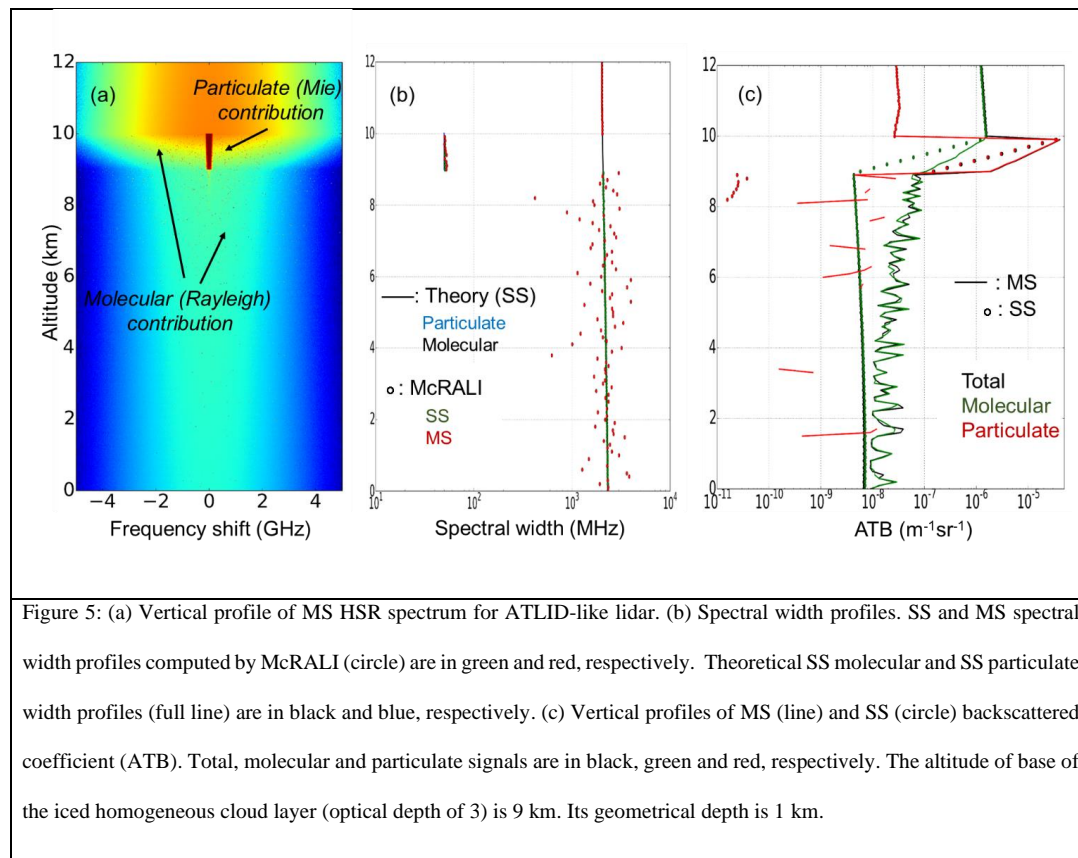 (a)
Particulate (Mie)
contribution
Molecular (Rayleigh)
contribution
12
10
8
6
4
2
0
Altitude (km)
−4 −2 0 2 4
Frequency shift (GHz)
(b)
12
10
8
6
4
2
0
—: Theory (SS)
Particulate
Molecular
o : McRALI
SS
MS
10¹ 10² 10³ 10⁴
Spectral width (MHz)
(c)
12
10
8
6
4
2
0
— : MS
o : SS
Total
Molecular
Particulate
10⁻¹¹ 10⁻¹⁰ 10⁻⁹ 10⁻⁸ 10⁻⁷ 10⁻⁶ 10⁻⁵
ATB (m⁻¹sr⁻¹)
Figure 5: (a) Vertical profile of MS HSR spectrum for ATLID-like lidar. (b) Spectral width profiles. SS and MS spectral
width profiles computed by McRALI (circle) are in green and red, respectively. Theoretical SS molecular and SS particulate
width profiles (full line) are in black and blue, respectively. (c) Vertical profiles of MS (line) and SS (circle) backscattered
coefficient (ATB). Total, molecular and particulate signals are in black, green and red, respectively. The altitude of base of
the iced homogeneous cloud layer (optical depth of 3) is 9 km. Its geometrical depth is 1 km.